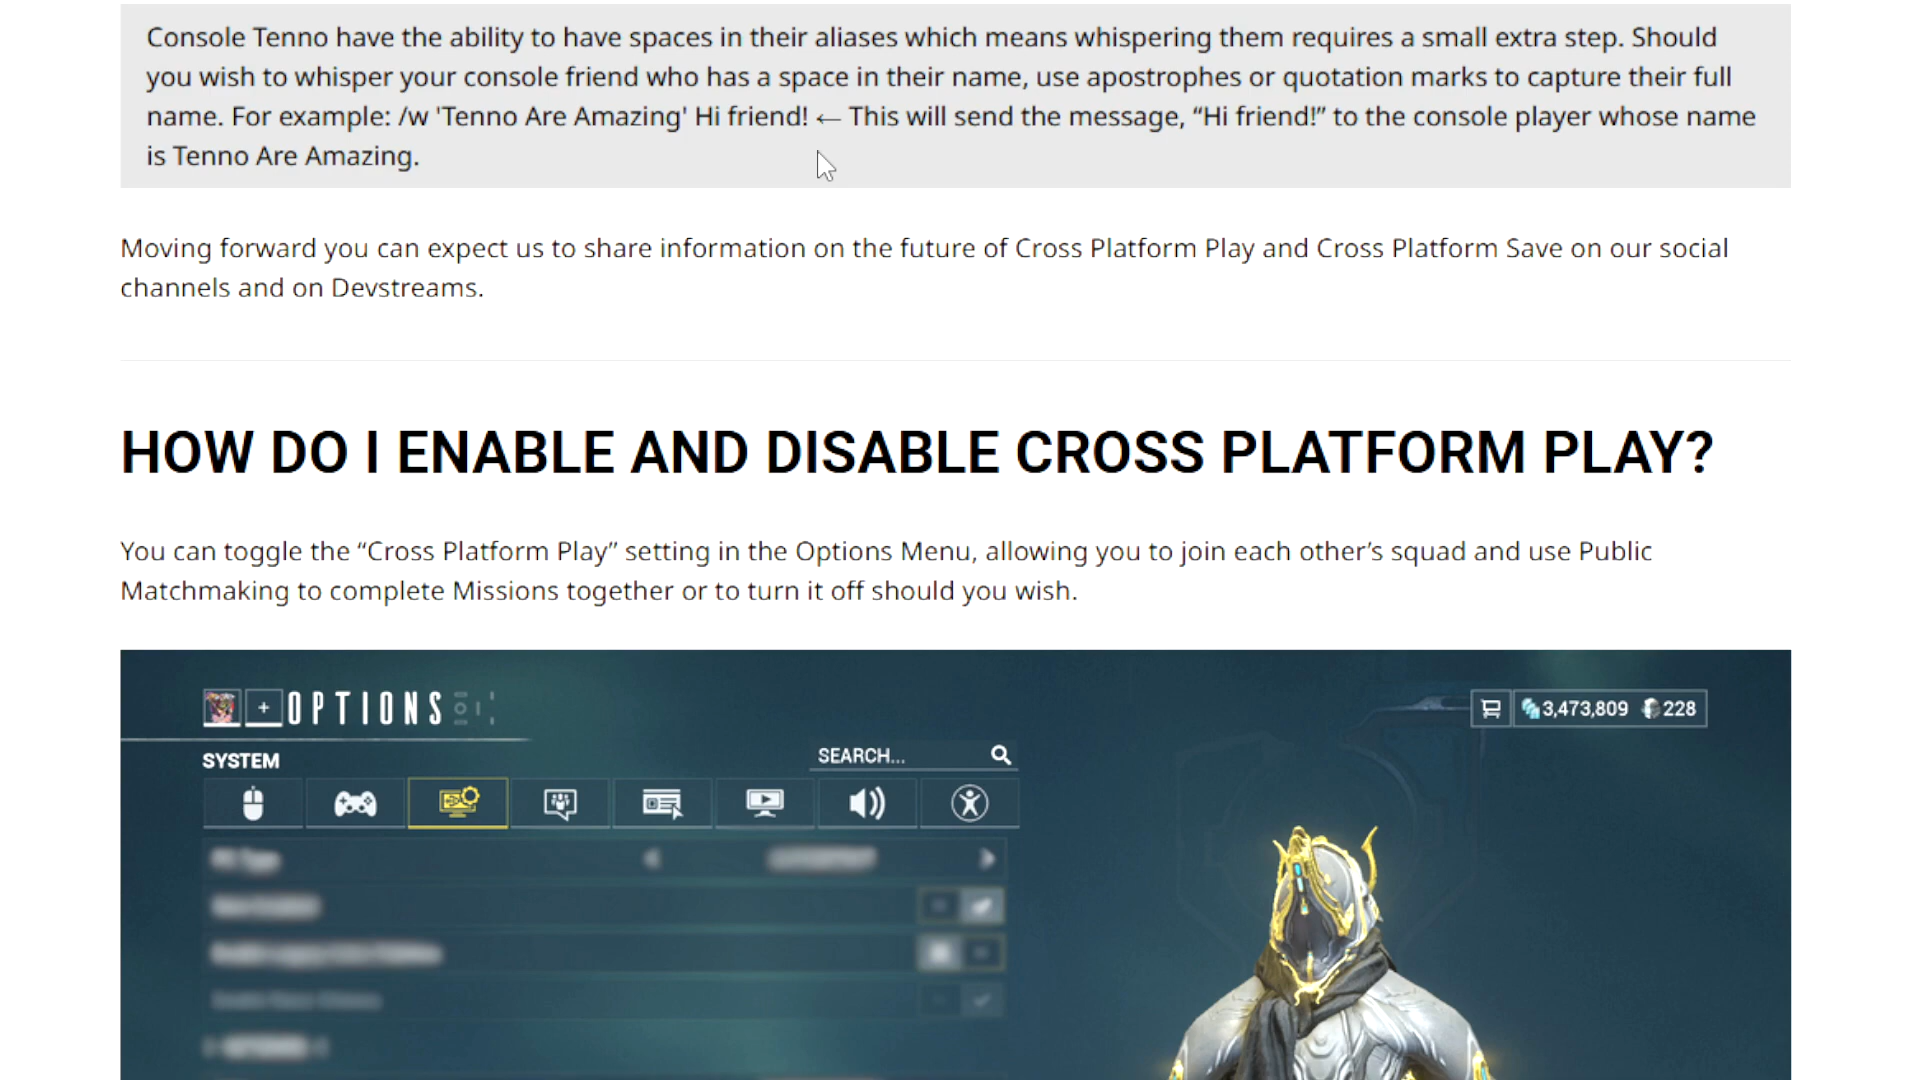 Console Tenno have the ability to have spaces in their aliases which means whispering them requires a small extra step. Should
you wish to whisper your console friend who has a space in their name, use apostrophes or quotation marks to capture their full
name. For example: /w 'Tenno Are Amazing' Hi friend! ← This will send the message, “Hi friend!” to the console player whose name
is Tenno Are Amazing.
Moving forward you can expect us to share information on the future of Cross Platform Play and Cross Platform Save on our social
channels and on Devstreams.
HOW DO I ENABLE AND DISABLE CROSS PLATFORM PLAY?
You can toggle the “Cross Platform Play” setting in the Options Menu, allowing you to join each other’s squad and use Public
Matchmaking to complete Missions together or to turn it off should you wish.
+ OPTIONS
3,473,809 228
SYSTEM
SEARCH...